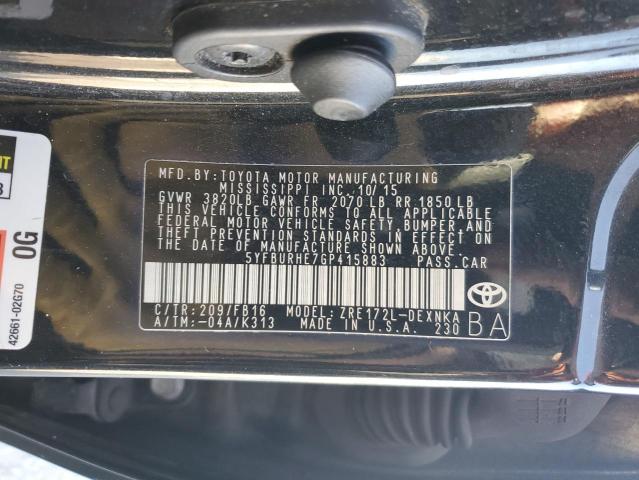 MFD.BY:TOYOTA MOTOR MANUFACTURING
MISSISSIPPI INC.10/15
GVWR 3820LB GAWR FR 2070 LB RR 1850 LB
THIS VEHICLE CONFORMS TO ALL APPLICABLE
FEDERAL MOTOR VEHICLE SAFETY,BUMPER,AND
THEFT PREVENTION STANDARDS IN EFFECT
ON THE DATE OF MANUFACTURE SHOWN ABOVE.
5YFBURHE7GP415883 PASS.CAR
C/TR:209/FB16 MODEL:ZRE172L-DEXNKA
A/TM:-04A/K313 MADE IN U.S.A. 230
BA
OG
42661-02G70